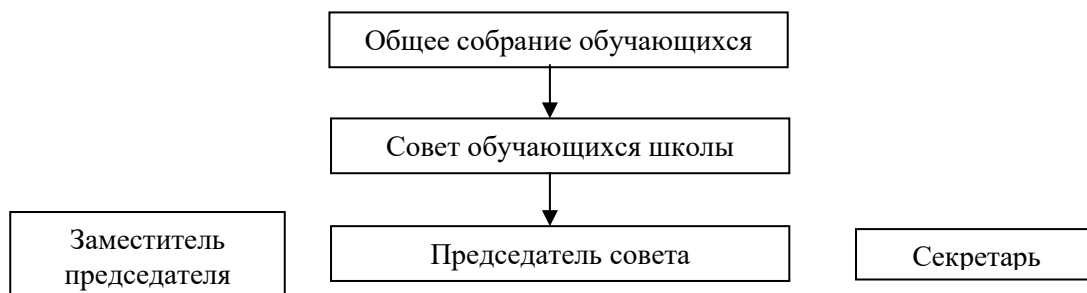 Общее собрание обучающихся
Совет обучающихся школы
Заместитель
председателя
Председатель совета
Секретарь